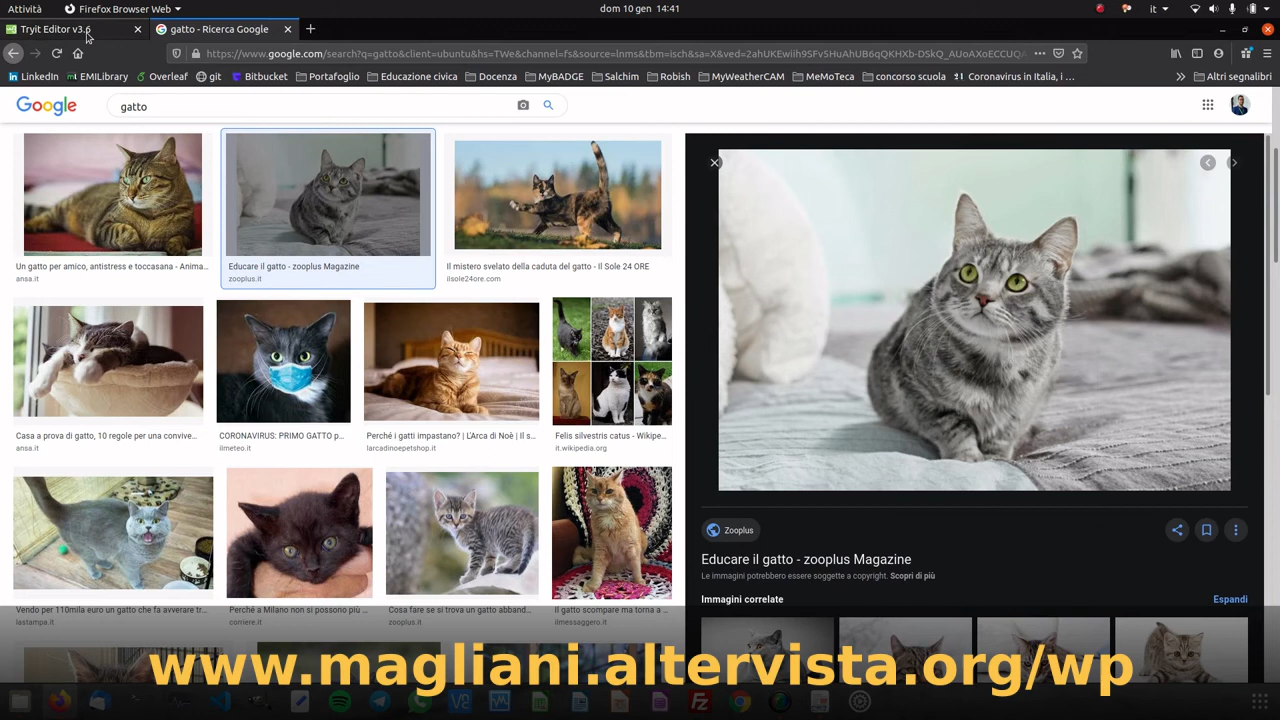 Attività
Firefox Browser Web
dom 10 gen 14:41
it
Tryit Editor v3.6
gatto - Ricerca Google
https://www.google.com/search?q=gatto&client=ubuntu&hs=TWe&channel=fs&source=lnms&tbm=isch&sa=X&ved=2ahUKEwiih9SFv5HuAhUB6qQKHXb-DSkQ_AUoAXoECCUQA
LinkedIn EMILibrary Overleaf git Bitbucket Portafoglio Educazione civica Docenza MyBADGE Salchim Robish MyWeatherCAM MeMoTeca concorso scuola Coronavirus in Italia, i … Altri segnalibri
Google
gatto
Un gatto per amico, antistress e toccasana - Anima...
ansa.it
Educare il gatto - zooplus Magazine
zooplus.it
Il mistero svelato della caduta del gatto - Il Sole 24 ORE
ilsole24ore.com
Casa a prova di gatto, 10 regole per una convive...
ansa.it
CORONAVIRUS: PRIMO GATTO p...
ilmeteo.it
Perché i gatti impastano? | L'Arca di Noè | Il s...
larcadinoepetshop.it
Felis silvestris catus - Wikipe...
it.wikipedia.org
Vendo per 110mila euro un gatto che fa avverare tr...
lastampa.it
Perché a Milano non si possono più ...
corriere.it
Cosa fare se si trova un gatto abband...
zooplus.it
Il gatto scompare ma torna a ...
ilmessaggero.it
Zooplus
Educare il gatto - zooplus Magazine
Le immagini potrebbero essere soggette a copyright. Scopri di più
Immagini correlate
Espandi
www.magliani.altervista.org/wp